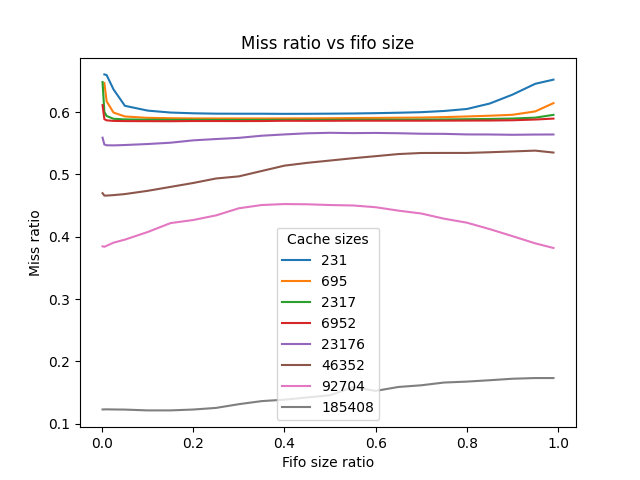 Miss ratio vs fifo size
Miss ratio
0.6
0.5
0.4
0.3
0.2
0.1
Cache sizes
231
695
2317
6952
23176
46352
92704
185408
0.0 0.2 0.4 0.6 0.8 1.0
Fifo size ratio